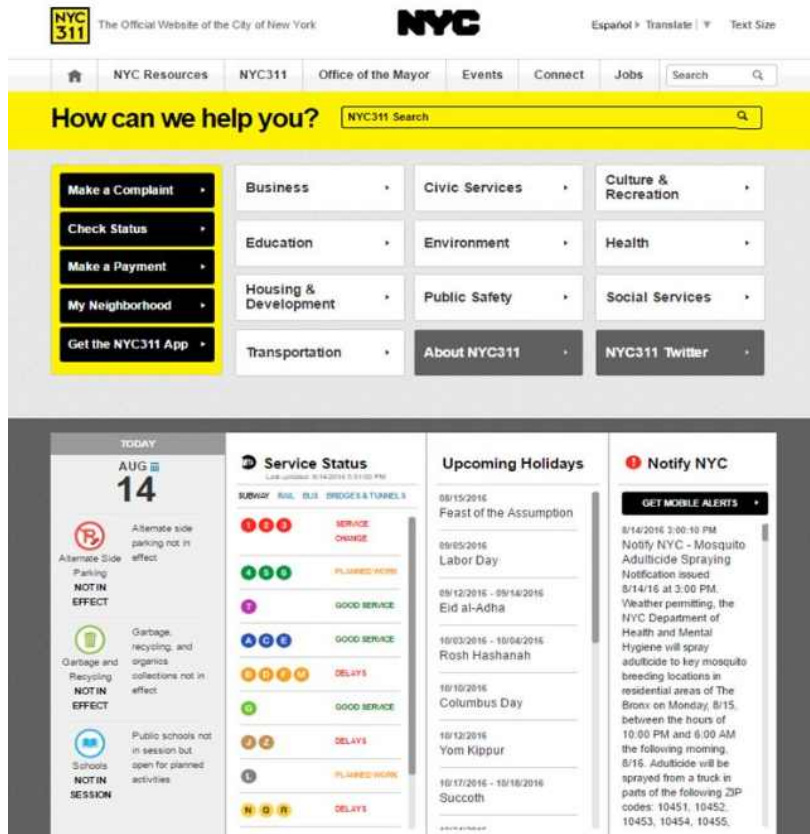 NYC
311
The Official Website of the City of New York
NYC
Español
Translate
Text Size
NYC Resources
NYC311
Office of the Mayor
Events
Connect
Jobs
Search
How can we help you?
NYC311 Search
Make a Complaint
Check Status
Make a Payment
My Neighborhood
Get the NYC311 App
Business
Civic Services
Culture &
Recreation
Education
Environment
Health
Housing &
Development
Public Safety
Social Services
Transportation
About NYC311
NYC311 Twitter
TODAY
AUG
14
Alternate Side
Parking
NOT IN
EFFECT
Alternate side
parking not in
effect
Garbage and
Recycling
NOT IN
EFFECT
Garbage,
recycling, and
organics
collections not in
effect
Schools
NOT IN
SESSION
Public schools not
in session but
open for planned
activities
Service Status
Last updated: 8/14/2016
SUBWAY RAIL BUS BRIDGES & TUNNELS
1 2 3
SERVICE
CHANGE
4 5 6
PLANNED WORK
7
GOOD SERVICE
A C E
GOOD SERVICE
B D F M
DELAYS
G
GOOD SERVICE
J Z
DELAYS
L
PLANNED WORK
N Q R
DELAYS
Upcoming Holidays
08/15/2016
Feast of the Assumption
09/05/2016
Labor Day
09/12/2016 - 09/14/2016
Eid al-Adha
10/03/2016 - 10/04/2016
Rosh Hashanah
10/10/2016
Columbus Day
10/12/2016
Yom Kippur
10/17/2016 - 10/18/2016
Succoth
Notify NYC
GET MOBILE ALERTS
8/14/2016 3:00:10 PM
Notify NYC - Mosquito
Adulticide Spraying
Notification issued
8/14/16 at 3:00 PM.
Weather permitting, the
NYC Department of
Health and Mental
Hygiene will spray
adulticide to key mosquito
breeding locations in
residential areas of The
Bronx on Monday, 8/15,
between the hours of
10:00 PM and 6:00 AM
the following morning,
8/16. Adulticide will be
sprayed from a truck in
parts of the following ZIP
codes: 10451, 10452,
10453, 10454, 10455,